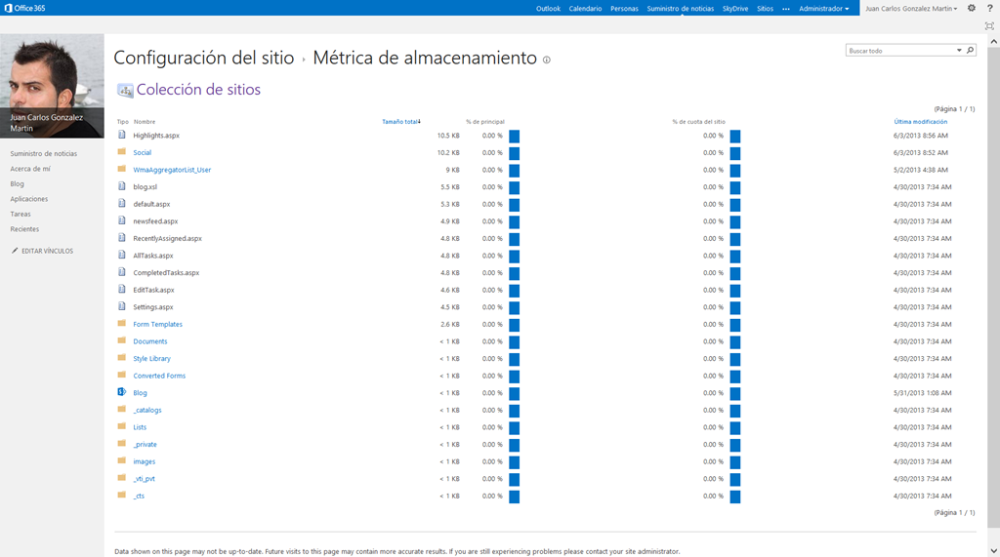 Office 365 Outlook Calendario Personas Suministro de noticias SkyDrive Sitios ••• Administrador Juan Carlos Gonzalez Martin ?
Configuración del sitio › Métrica de almacenamiento
Buscar todo
Colección de sitios
Juan Carlos Gonzalez
Martin
Suministro de noticias
Acerca de mí
Blog
Aplicaciones
Tareas
Recientes
EDITAR VÍNCULOS
(Página 1 / 1)
Tipo Nombre Tamaño total % de principal % de cuota del sitio Última modificación
Highlights.aspx 10.5 KB 0.00 % 0.00 % 6/3/2013 8:56 AM
Social 10.2 KB 0.00 % 0.00 % 6/3/2013 8:52 AM
WmaAggregatorList_User 9 KB 0.00 % 0.00 % 5/2/2013 4:38 AM
blog.xsl 5.5 KB 0.00 % 0.00 % 4/30/2013 7:34 AM
default.aspx 5.3 KB 0.00 % 0.00 % 4/30/2013 7:34 AM
newsfeed.aspx 4.9 KB 0.00 % 0.00 % 4/30/2013 7:34 AM
RecentlyAssigned.aspx 4.8 KB 0.00 % 0.00 % 4/30/2013 7:34 AM
AllTasks.aspx 4.8 KB 0.00 % 0.00 % 4/30/2013 7:34 AM
CompletedTasks.aspx 4.8 KB 0.00 % 0.00 % 4/30/2013 7:34 AM
EditTask.aspx 4.6 KB 0.00 % 0.00 % 4/30/2013 7:34 AM
Settings.aspx 4.5 KB 0.00 % 0.00 % 4/30/2013 7:34 AM
Form Templates 2.6 KB 0.00 % 0.00 % 4/30/2013 7:34 AM
Documents < 1 KB 0.00 % 0.00 % 4/30/2013 7:34 AM
Style Library < 1 KB 0.00 % 0.00 % 4/30/2013 7:34 AM
Converted Forms < 1 KB 0.00 % 0.00 % 4/30/2013 7:34 AM
Blog < 1 KB 0.00 % 0.00 % 5/31/2013 1:08 AM
_catalogs < 1 KB 0.00 % 0.00 % 4/30/2013 7:34 AM
Lists < 1 KB 0.00 % 0.00 % 4/30/2013 7:34 AM
_private < 1 KB 0.00 % 0.00 % 4/30/2013 7:34 AM
images < 1 KB 0.00 % 0.00 % 4/30/2013 7:34 AM
_vti_pvt < 1 KB 0.00 % 0.00 % 4/30/2013 7:34 AM
_cts < 1 KB 0.00 % 0.00 % 4/30/2013 7:34 AM
(Página 1 / 1)
Data shown on this page may not be up-to-date. Future visits to this page may contain more accurate results. If you are still experiencing problems please contact your site administrator.